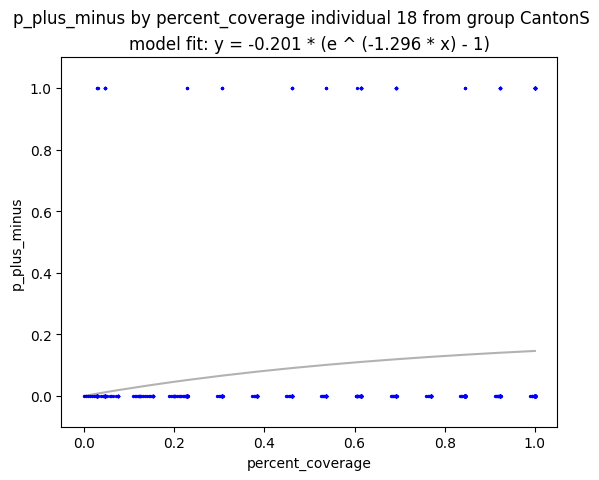 p_plus_minus by percent_coverage individual 18 from group CantonS
model fit: y = -0.201 * (e ^ (-1.296 * x) - 1)
1.0
0.8
0.6
0.4
0.2
0.0
p_plus_minus
0.0 0.2 0.4 0.6 0.8 1.0
percent_coverage